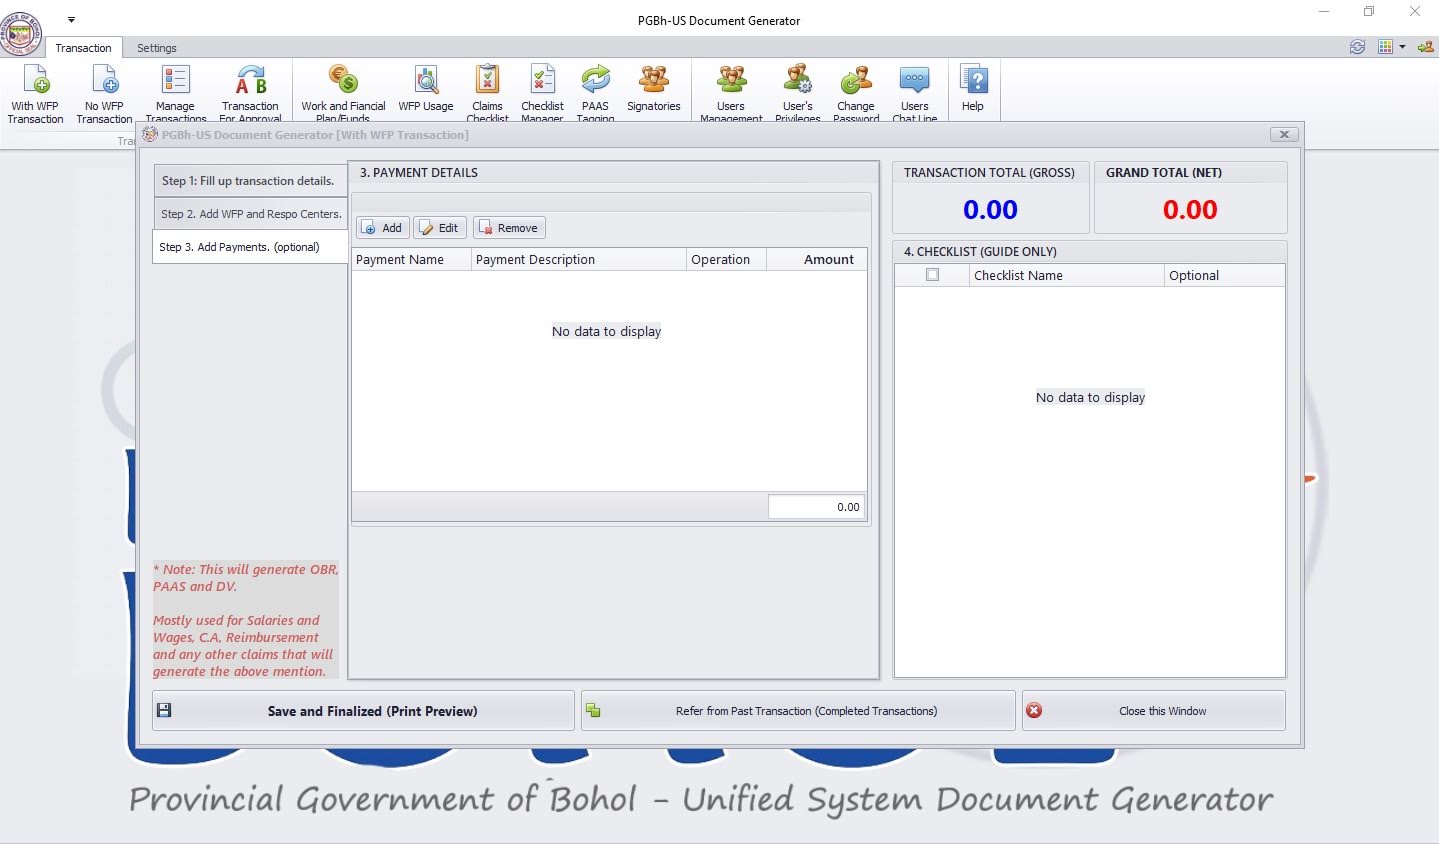 PGBh-US Document Generator
Transaction
Settings
With WFP
Transaction
No WFP
Transaction
Manage
Transactions
Transaction
For Approval
Work and Fiancial
Plan/Funds
WFP Usage
Claims
Checklist
Checklist
Manager
PAAS
Tagging
Signatories
Users
Management
User's
Privileges
Change
Password
Users
Chat Line
Help
Tra
PGBh-US Document Generator [With WFP Transaction]
Step 1: Fill up transaction details.
Step 2. Add WFP and Respo Centers.
Step 3. Add Payments. (optional)
* Note: This will generate OBR,
PAAS and DV.
Mostly used for Salaries and
Wages, C.A, Reimbursement
and any other claims that will
generate the above mention.
3. PAYMENT DETAILS
Add
Edit
Remove
Payment Name
Payment Description
Operation
Amount
No data to display
0.00
TRANSACTION TOTAL (GROSS)
0.00
GRAND TOTAL (NET)
0.00
4. CHECKLIST (GUIDE ONLY)
Checklist Name
Optional
No data to display
Save and Finalized (Print Preview)
Refer from Past Transaction (Completed Transactions)
Close this Window
Provincial Government of Bohol - Unified System Document Generator